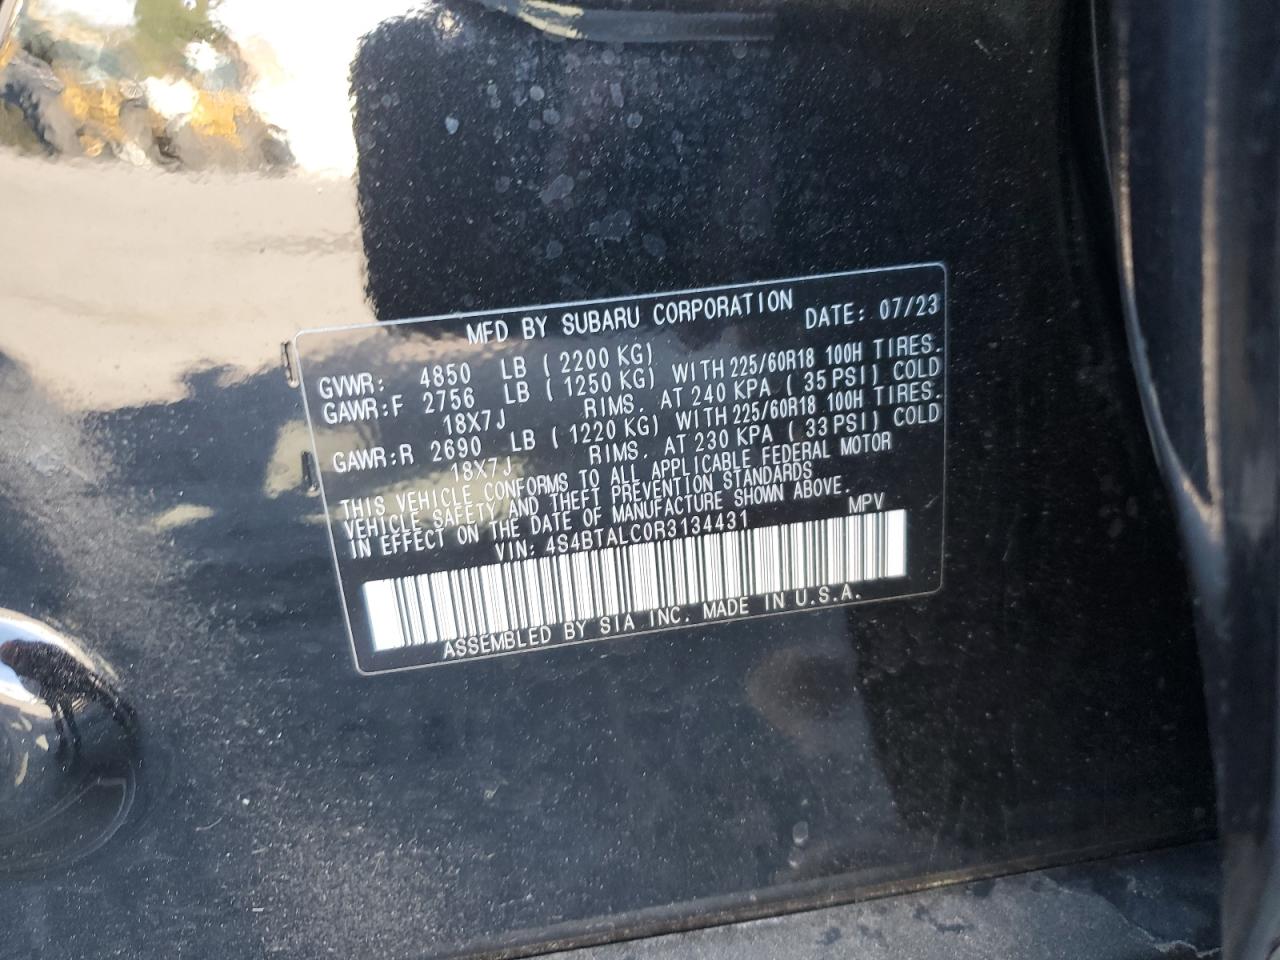 MFD BY SUBARU CORPORATION DATE: 07/23
GVWR: 4850 LB (2200 KG)
GAWR:F 2756 LB (1250 KG) WITH 225/60R18 100H TIRES.
18X7J RIMS. AT 240 KPA (35 PSI) COLD
GAWR:R 2690 LB (1220 KG) WITH 225/60R18 100H TIRES.
18X7J RIMS. AT 230 KPA (33 PSI) COLD
THIS VEHICLE CONFORMS TO ALL APPLICABLE FEDERAL MOTOR
VEHICLE SAFETY AND THEFT PREVENTION STANDARDS
IN EFFECT ON THE DATE OF MANUFACTURE SHOWN ABOVE.
VIN: 4S4BTALC0R3134431 MPV
ASSEMBLED BY SIA INC. MADE IN U.S.A.